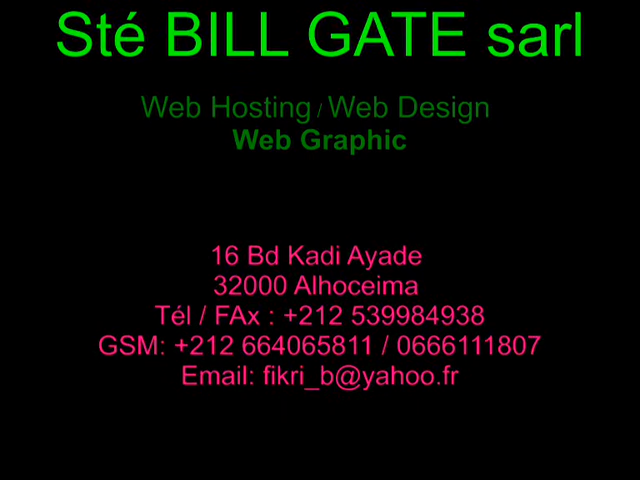 Sté BILL GATE sarl
Web Hosting / Web Design
Web Graphic
16 Bd Kadi Ayade
32000 Alhoceima
Tél / FAx : +212 539984938
GSM: +212 664065811 / 0666111807
Email: fikri_b@yahoo.fr